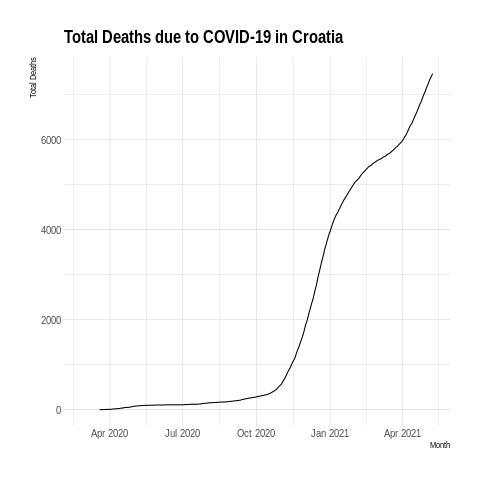 Total Deaths due to COVID-19 in Croatia
Total Deaths
6000
4000
2000
0
Apr 2020 Jul 2020 Oct 2020 Jan 2021 Apr 2021
Month